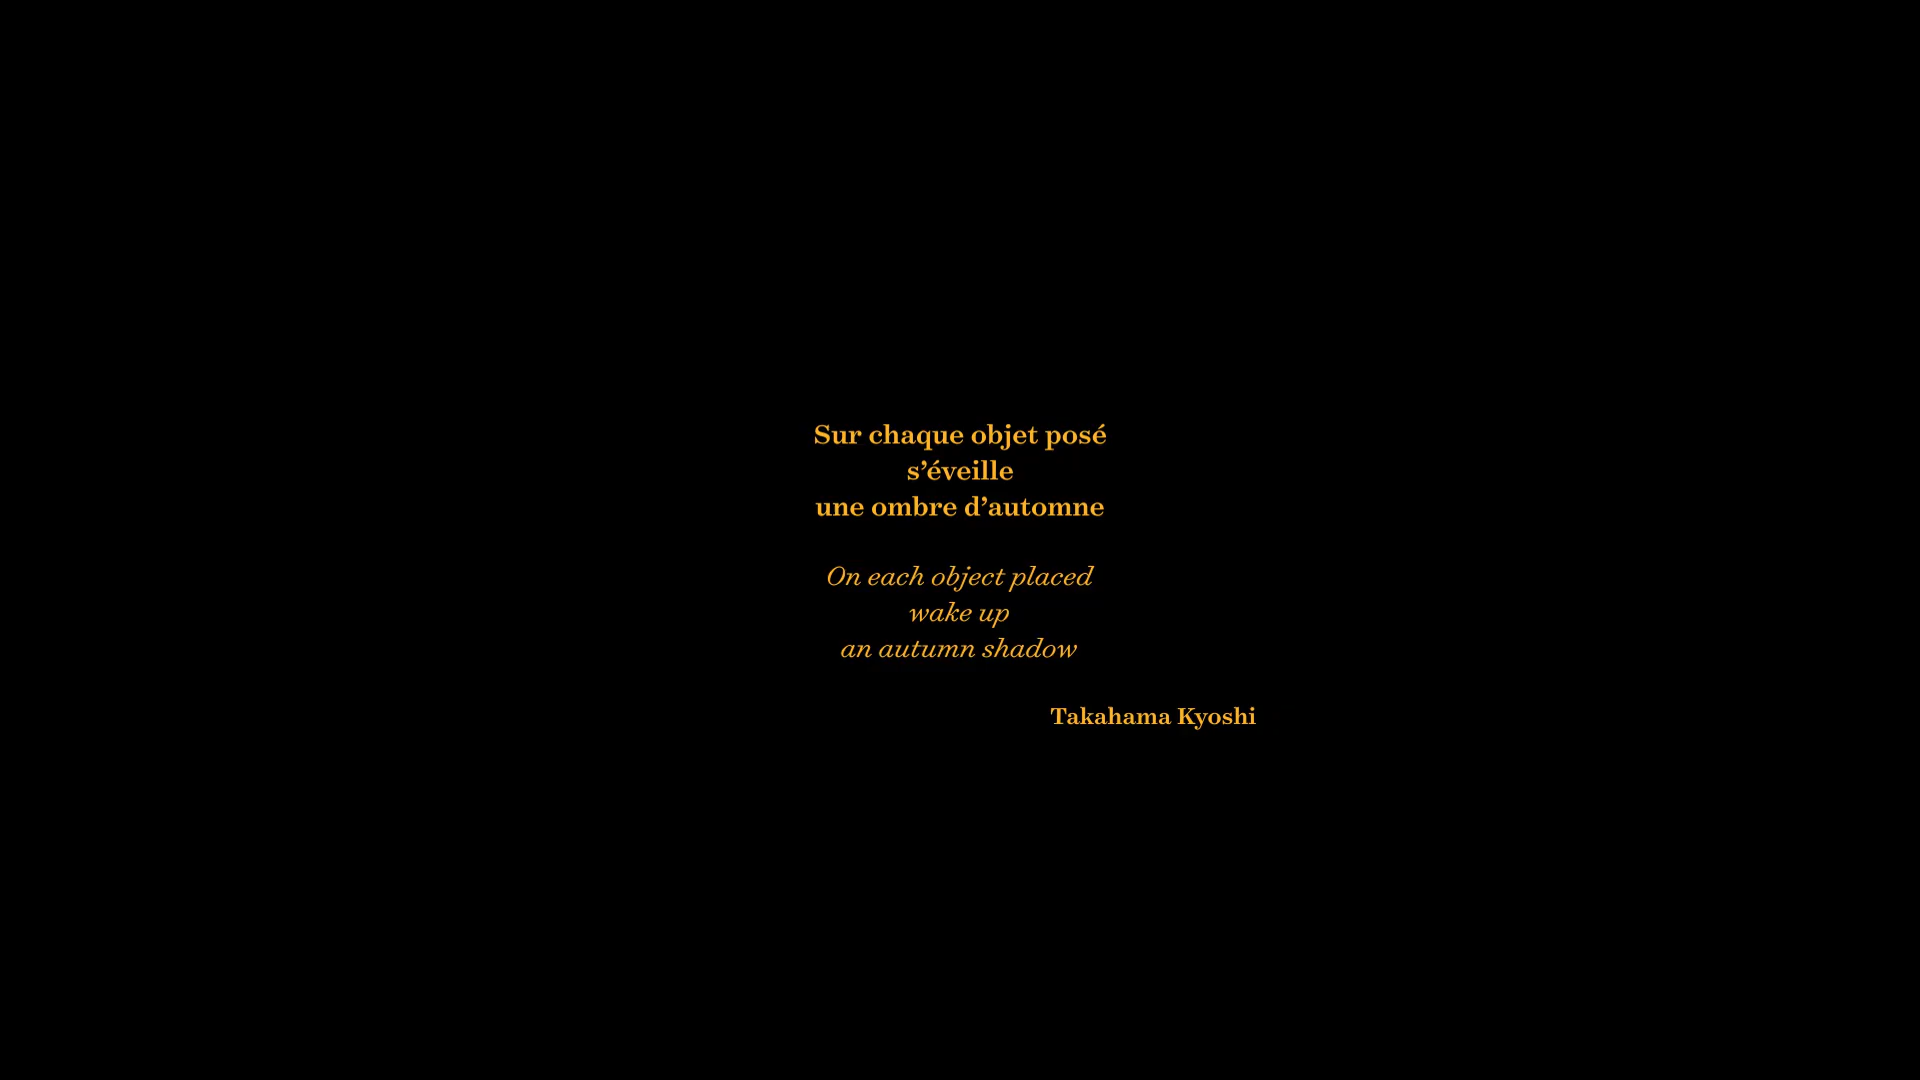 Sur chaque objet posé
s’éveille
une ombre d’automne
On each object placed
wake up
an autumn shadow
Takahama Kyoshi